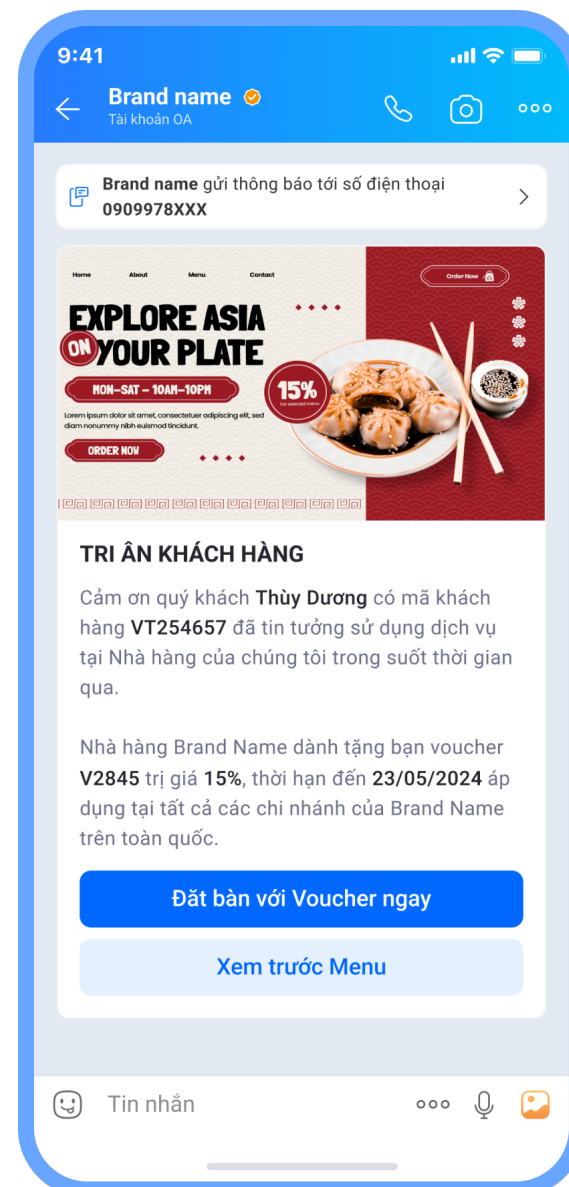 9:41
Brand name
Tài khoản OA
Brand name gửi thông báo tới số điện thoại
0909978XXX
Home About Menu Contact
Order Now
EXPLORE ASIA
ON YOUR PLATE
MON-SAT - 10AM-10PM
15%
For selected menu
Lorem ipsum dolor sit amet, consectetuer adipiscing elit, sed
diam nonummy nibh euismod tincidunt.
ORDER NOW
TRI ÂN KHÁCH HÀNG
Cảm ơn quý khách Thùy Dương có mã khách
hàng VT254657 đã tin tưởng sử dụng dịch vụ
tại Nhà hàng của chúng tôi trong suốt thời gian
qua.
Nhà hàng Brand Name dành tặng bạn voucher
V2845 trị giá 15%, thời hạn đến 23/05/2024 áp
dụng tại tất cả các chi nhánh của Brand Name
trên toàn quốc.
Đăt bàn với Voucher ngay
Xem trước Menu
Tin nhắn